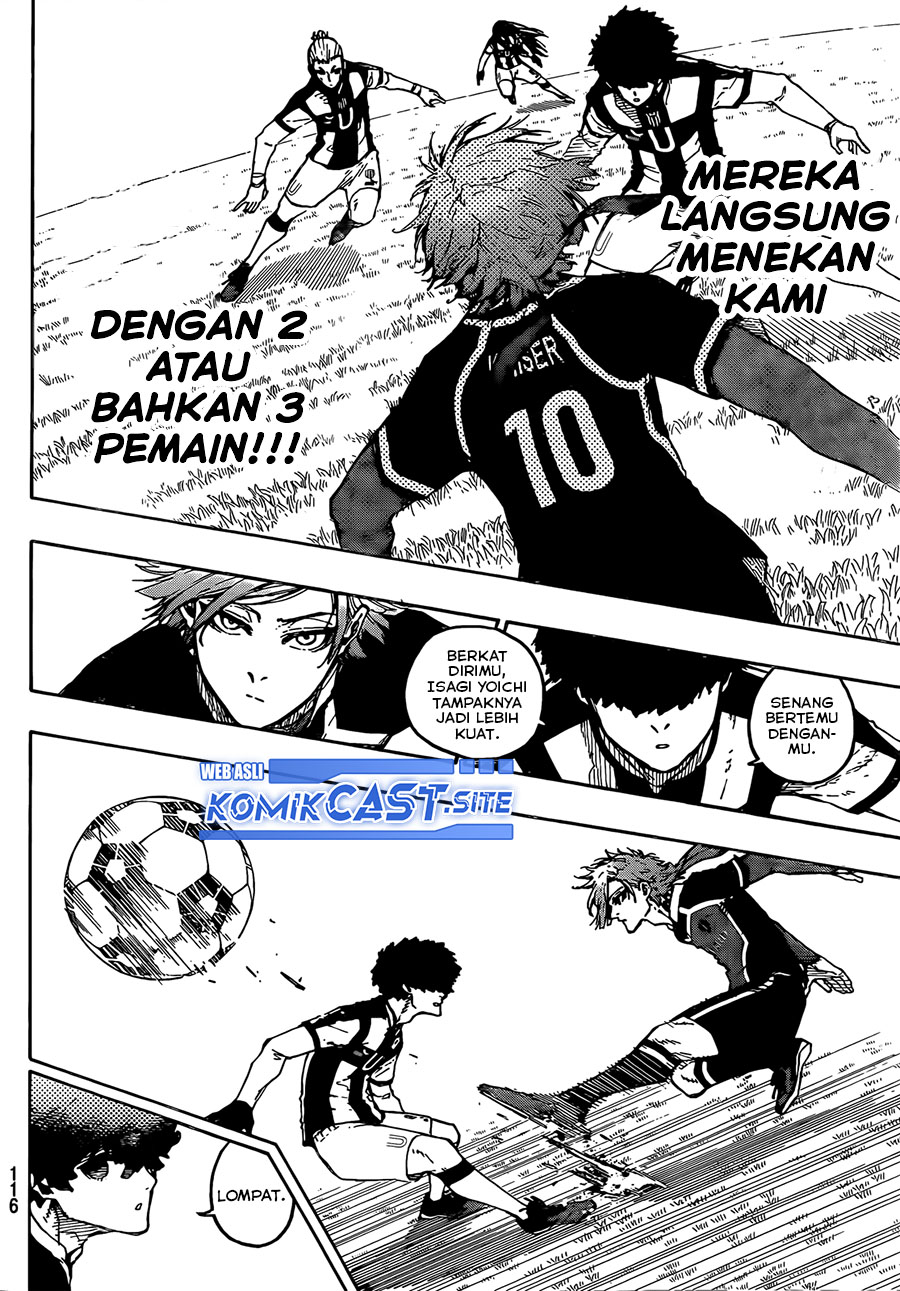 MEREKA
LANGSUNG
MENEKAN
KAMI
DENGAN 2
ATAU
BAHKAN 3
PEMAIN!!!
10
BERKAT
DIRIMU,
ISAGI YOICHI
TAMPAKNYA
JADI LEBIH
KUAT.
SENANG
BERTEMU
DENGAN-
MU.
WEB ASLI
KOMIKCAST.SITE
LOMPAT.
116